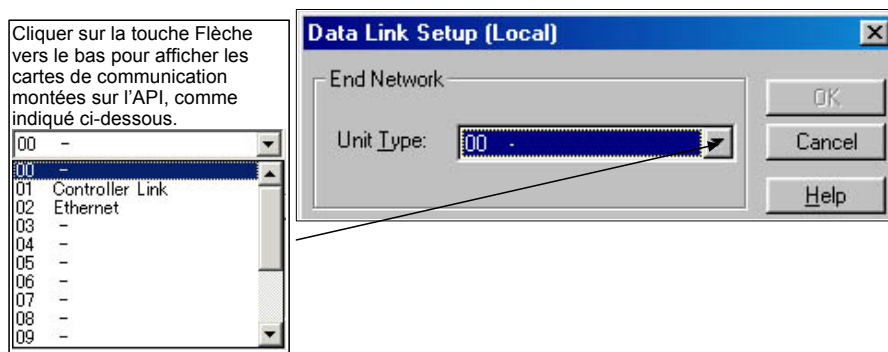 Cliquer sur la touche Flèche
vers le bas pour afficher les
cartes de communication
montées sur l’API, comme
indiqué ci-dessous.
00 –
00 –
01 Controller Link
02 Ethernet
03 –
04 –
05 –
06 –
07 –
08 –
09 –
Data Link Setup (Local)
End Network
Unit Type: 00 -
OK
Cancel
Help